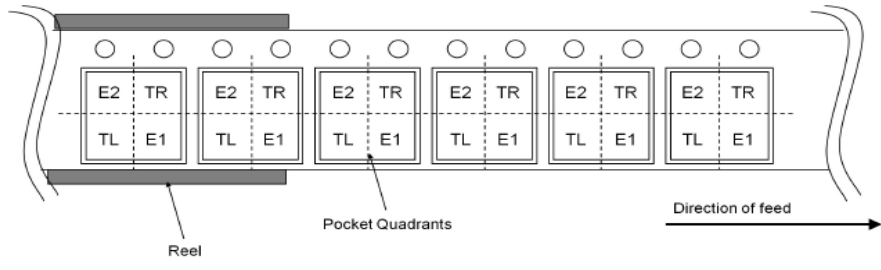 E2 TR E2 TR E2 TR E2 TR E2 TR E2 TR
TL E1 TL E1 TL E1 TL E1 TL E1 TL E1
Direction of feed
Pocket Quadrants
Reel